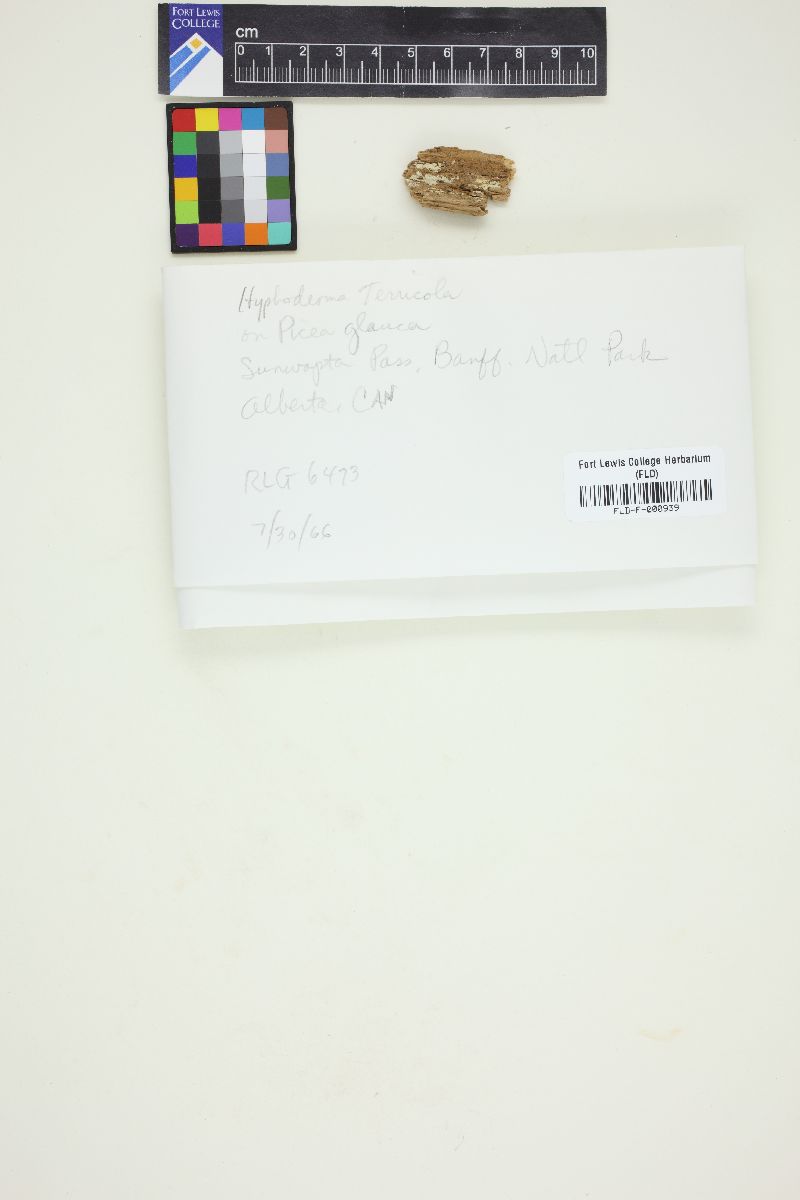 FORT LEWIS
COLLEGE
cm
0 1 2 3 4 5 6 7 8 9 10
Hyphoderma Terricola
on Picea glauca
Sunwapta Pass, Banff. Natl Park
Alberta, CAN
RLG 6473
7/30/66
Fort Lewis College Herbarium
(FLD)
FLD-F-000939